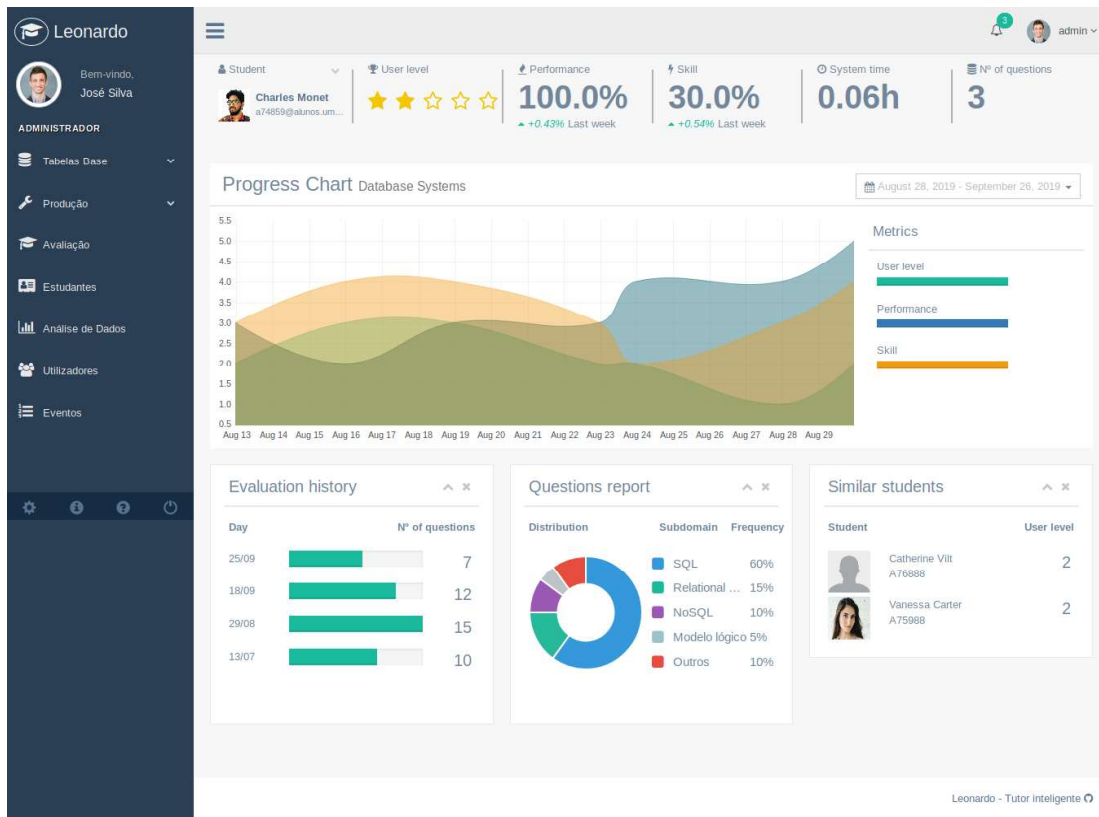 Leonardo
3
admin
Bem-vindo,
José Silva
ADMINISTRADOR
Tabelas Base
Produção
Avaliação
Estudantes
Análise de Dados
Utilizadores
Eventos
Student
Charles Monet
a74859@alunos.um...
User level
Performance
100.0%
+0.43% Last week
Skill
30.0%
+0.54% Last week
System time
0.06h
Nº of questions
3
Progress Chart Database Systems
August 28, 2019 - September 26, 2019
5.5
5.0
4.5
4.0
3.5
3.0
2.5
2.0
1.5
1.0
0.5
Aug 13 Aug 14 Aug 15 Aug 16 Aug 17 Aug 18 Aug 19 Aug 20 Aug 21 Aug 22 Aug 23 Aug 24 Aug 25 Aug 26 Aug 27 Aug 28 Aug 29
Metrics
User level
Performance
Skill
Evaluation history
Day Nº of questions
25/09 7
18/09 12
29/08 15
13/07 10
Questions report
Distribution Subdomain Frequency
SQL 60%
Relational ... 15%
NoSQL 10%
Modelo lógico 5%
Outros 10%
Similar students
Student User level
Catherine Vilt 2
A76888
Vanessa Carter 2
A75988
Leonardo - Tutor inteligente